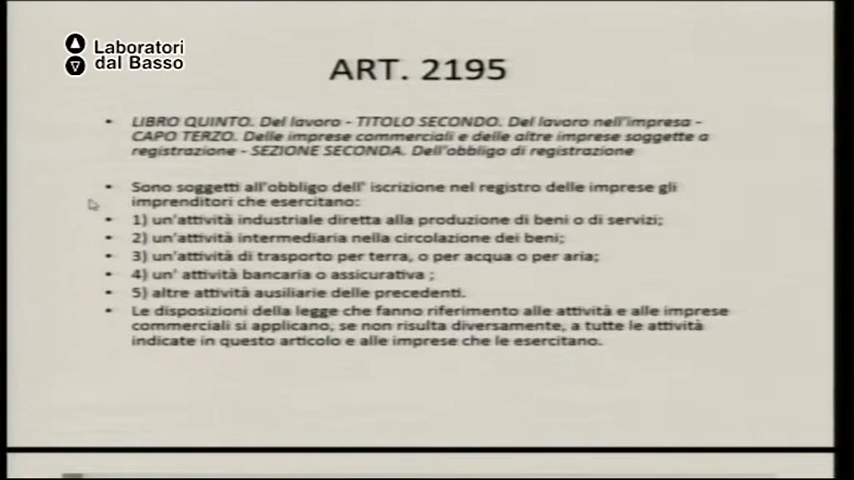 Laboratori
dal Basso
ART. 2195
• LIBRO QUINTO. Del lavoro - TITOLO SECONDO. Del lavoro nell'impresa -
CAPO TERZO. Delle imprese commerciali e delle altre imprese soggette a
registrazione - SEZIONE SECONDA. Dell'obbligo di registrazione
• Sono soggetti all'obbligo dell' iscrizione nel registro delle imprese gli
imprenditori che esercitano:
• 1) un'attività industriale diretta alla produzione di beni o di servizi;
• 2) un'attività intermediaria nella circolazione dei beni;
• 3) un'attività di trasporto per terra, o per acqua o per aria;
• 4) un' attività bancaria o assicurativa ;
• 5) altre attività ausiliarie delle precedenti.
• Le disposizioni della legge che fanno riferimento alle attività e alle imprese
commerciali si applicano, se non risulta diversamente, a tutte le attività
indicate in questo articolo e alle imprese che le esercitano.